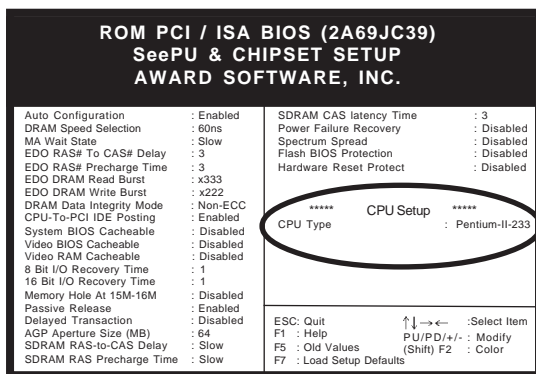 ROM PCI / ISA BIOS (2A69JC39)
SeePU & CHIPSET SETUP
AWARD SOFTWARE, INC.
Auto Configuration : Enabled
DRAM Speed Selection : 60ns
MA Wait State : Slow
EDO RAS# To CAS# Delay : 3
EDO RAS# Precharge Time : 3
EDO DRAM Read Burst : x333
EDO DRAM Write Burst : x222
DRAM Data Integrity Mode : Non-ECC
CPU-To-PCI IDE Posting : Enabled
System BIOS Cacheable : Disabled
Video BIOS Cacheable : Disabled
Video RAM Cacheable : Disabled
8 Bit I/O Recovery Time : 1
16 Bit I/O Recovery Time : 1
Memory Hole At 15M-16M : Disabled
Passive Release : Enabled
Delayed Transaction : Disabled
AGP Aperture Size (MB) : 64
SDRAM RAS-to-CAS Delay : Slow
SDRAM RAS Precharge Time : Slow
SDRAM CAS latency Time : 3
Power Failure Recovery : Disabled
Spectrum Spread : Disabled
Flash BIOS Protection : Disabled
Hardware Reset Protect : Disabled
***** CPU Setup *****
CPU Type : Pentium-II-233
ESC: Quit ↑↓→← :Select Item
F1 : Help PU/PD/+/- : Modify
F5 : Old Values (Shift) F2 : Color
F7 : Load Setup Defaults